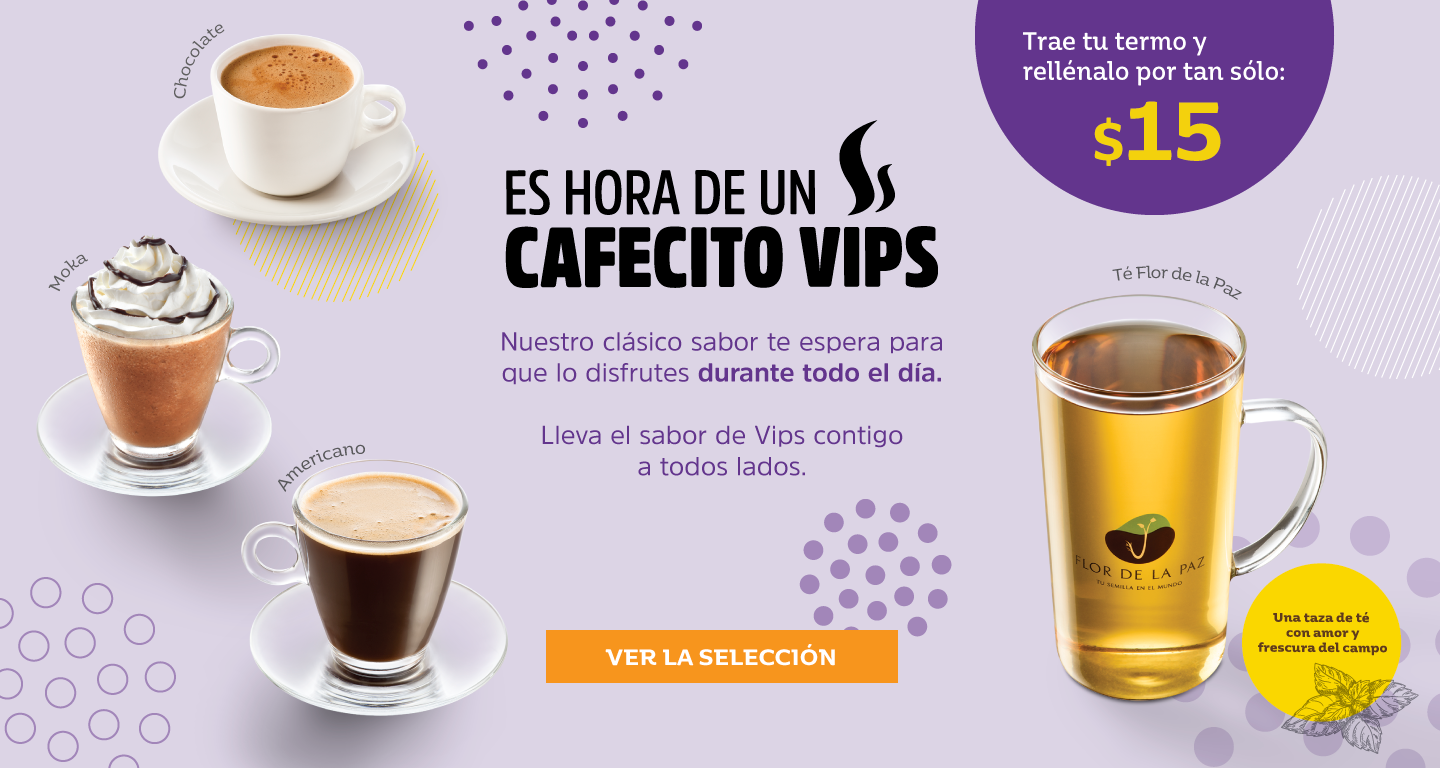 Chocolate
Trae tu termo y
rellénalo por tan sólo:
$15
ES HORA DE UN
CAFECITO VIPS
Moka
Té Flor de la Paz
Nuestro clásico sabor te espera para
que lo disfrutes durante todo el día.
Lleva el sabor de Vips contigo
a todos lados.
Americano
FLOR DE LA PAZ
TU SEMILLA EN EL MUNDO
Una taza de té
con amor y
frescura del campo
VER LA SELECCIÓN